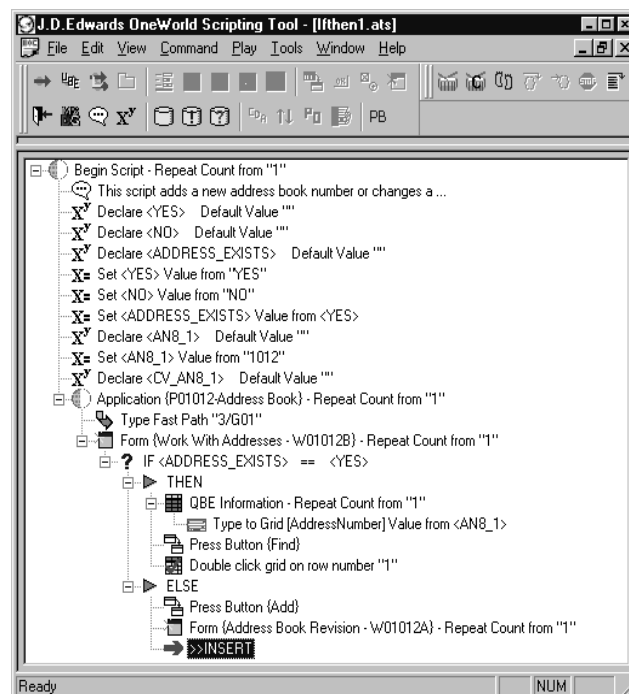 J.D.Edwards OneWorld Scripting Tool - [Ifthen1.ats]
File Edit View Command Play Tools Window Help
PB
Begin Script - Repeat Count from "1"
This script adds a new address book number or changes a ...
Declare <YES> Default Value ""
Declare <NO> Default Value ""
Declare <ADDRESS_EXISTS> Default Value ""
Set <YES> Value from "YES"
Set <NO> Value from "NO"
Set <ADDRESS_EXISTS> Value from <YES>
Declare <AN8_1> Default Value ""
Set <AN8_1> Value from "1012"
Declare <CV_AN8_1> Default Value ""
Application {P01012-Address Book} - Repeat Count from "1"
Type Fast Path "3/G01"
Form {Work With Addresses - W01012B} - Repeat Count from "1"
IF <ADDRESS_EXISTS> == <YES>
THEN
QBE Information - Repeat Count from "1"
Type to Grid [AddressNumber] Value from <AN8_1>
Press Button {Find}
Double click grid on row number "1"
ELSE
Press Button {Add}
Form {Address Book Revision - W01012A} - Repeat Count from "1"
>>INSERT
Ready NUM